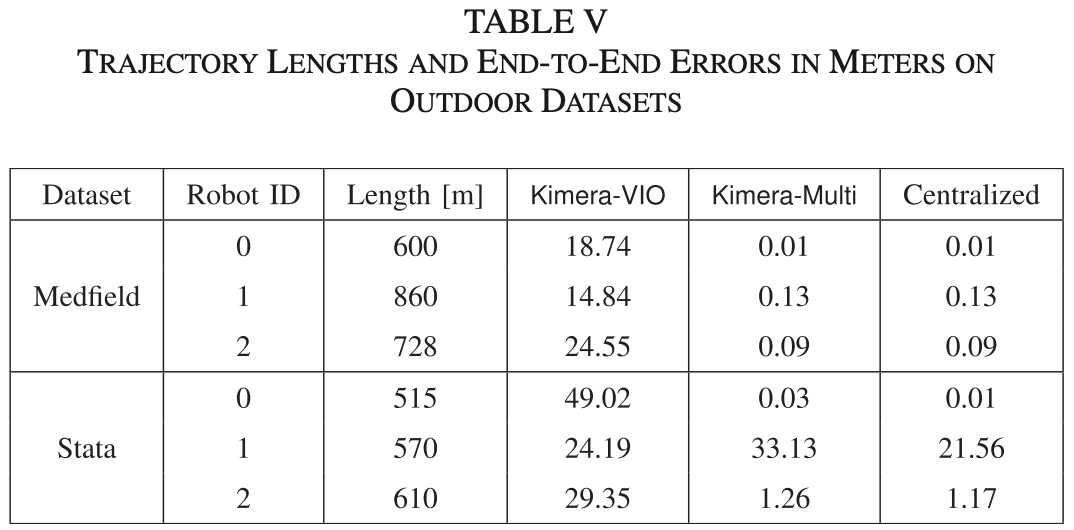 TABLE V
TRAJECTORY LENGTHS AND END-TO-END ERRORS IN METERS ON
OUTDOOR DATASETS
Dataset Robot ID Length [m] Kimera-VIO Kimera-Multi Centralized
0 600 18.74 0.01 0.01
Medfield 1 860 14.84 0.13 0.13
2 728 24.55 0.09 0.09
0 515 49.02 0.03 0.01
Stata 1 570 24.19 33.13 21.56
2 610 29.35 1.26 1.17